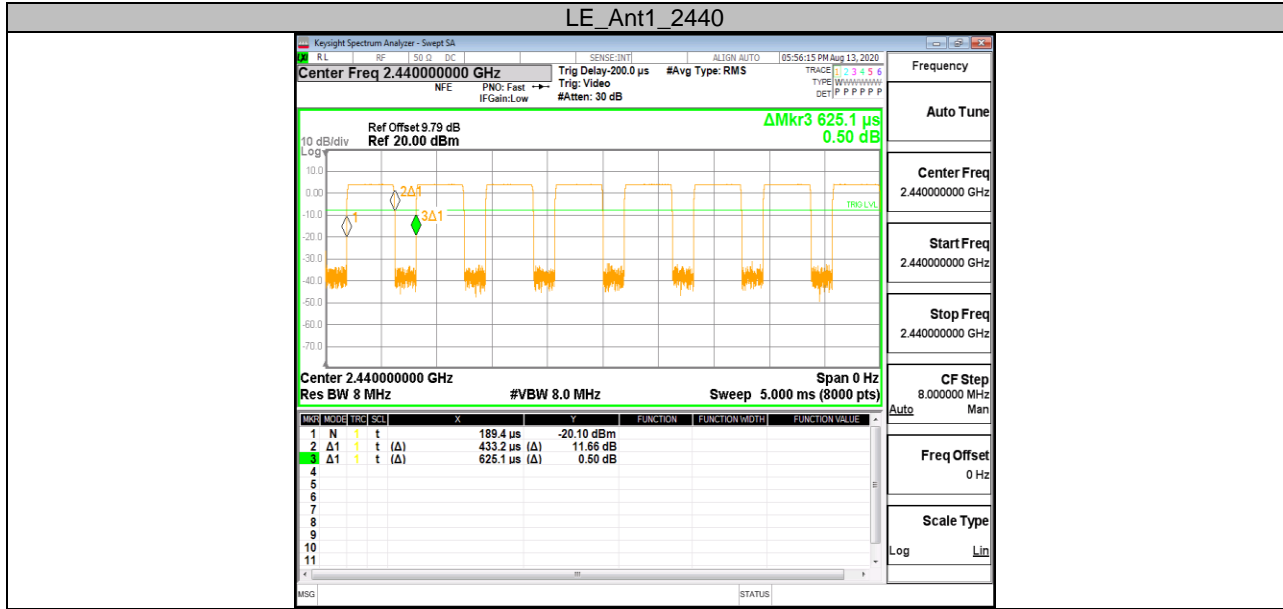 LE_Ant1_2440
Keysight Spectrum Analyzer - Swept SA
LXI RL RF 50 Ω DC SENSE:INT ALIGN AUTO 05:56:15 PM Aug 13, 2020
Center Freq 2.440000000 GHz
NFE
PNO: Fast
IFGain:Low
Trig Delay-200.0 µs
Trig: Video
#Atten: 30 dB
#Avg Type: RMS
TRACE 1 2 3 4 5 6
TYPE WWWWWW
DET P P P P P P
Ref Offset 9.79 dB
Ref 20.00 dBm
10 dB/div
Log
ΔMkr3 625.1 µs
0.50 dB
10.0
0.00
-10.0
-20.0
-30.0
-40.0
-50.0
-60.0
-70.0
1
2Δ1
3Δ1
TRIG LVL
Center 2.440000000 GHz
Span 0 Hz
Res BW 8 MHz
#VBW 8.0 MHz
Sweep 5.000 ms (8000 pts)
MKR MODE TRC SCL X Y FUNCTION FUNCTION WIDTH FUNCTION VALUE
1 N 1 t 189.4 µs -20.10 dBm
2 Δ1 1 t (Δ) 433.2 µs (Δ) 11.66 dB
3 Δ1 1 t (Δ) 625.1 µs (Δ) 0.50 dB
4
5
6
7
8
9
10
11
MSG
STATUS
Frequency
Auto Tune
Center Freq
2.440000000 GHz
Start Freq
2.440000000 GHz
Stop Freq
2.440000000 GHz
CF Step
8.000000 MHz
Auto Man
Freq Offset
0 Hz
Scale Type
Log Lin